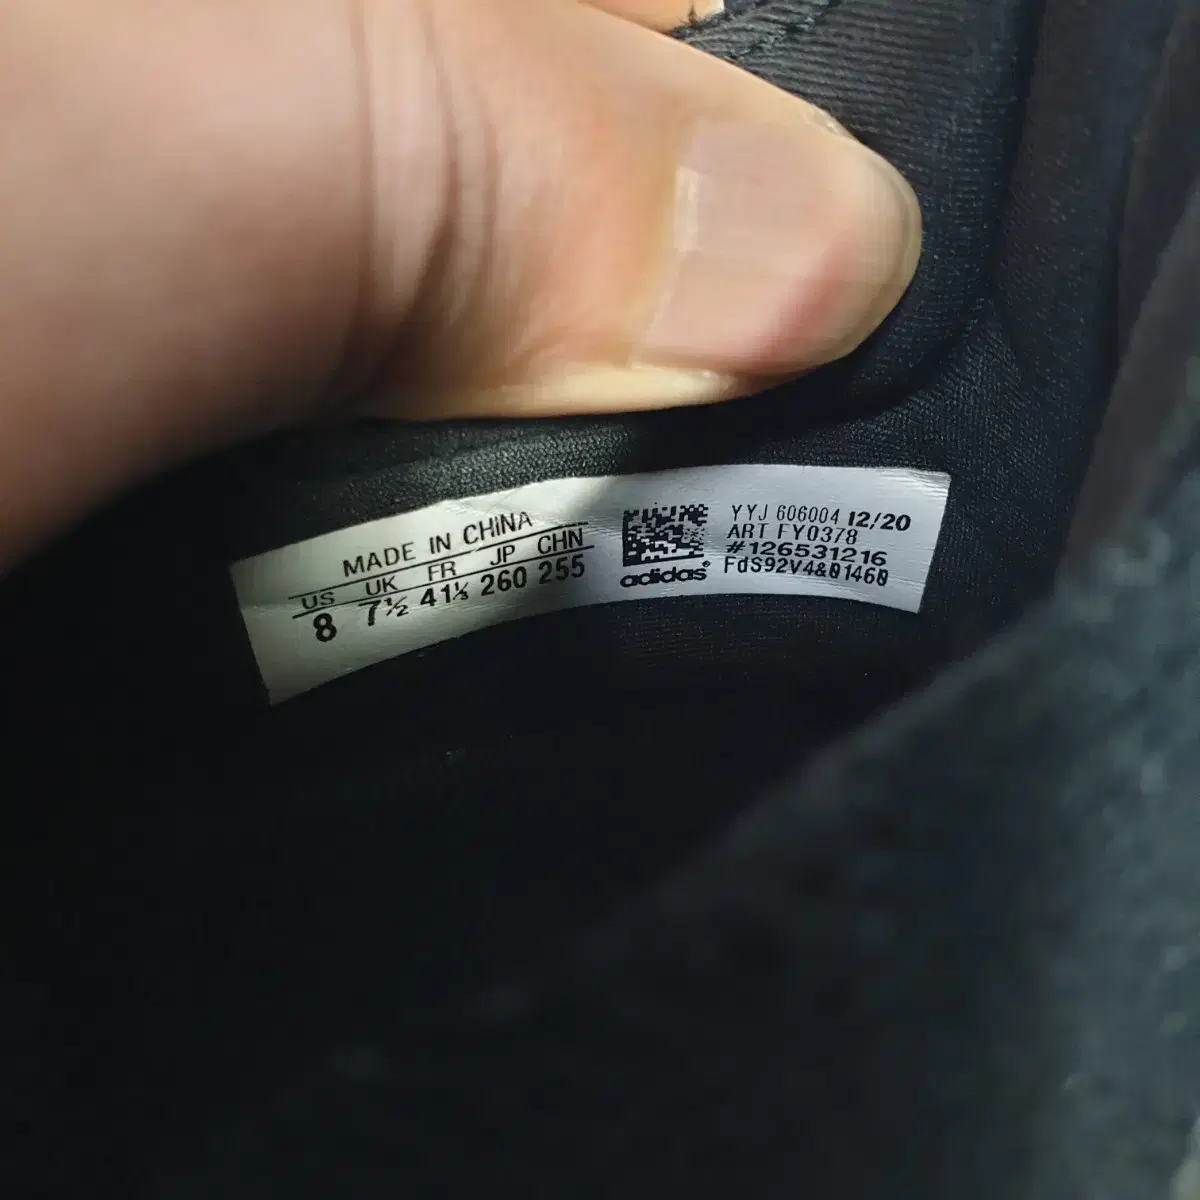 MADE IN CHINA
US UK FR JP CHN
8 7½ 41⅓ 260 255
adidas®
YYJ 606004 12/20
ART FY0378
#126531216
FdS92V4&01460